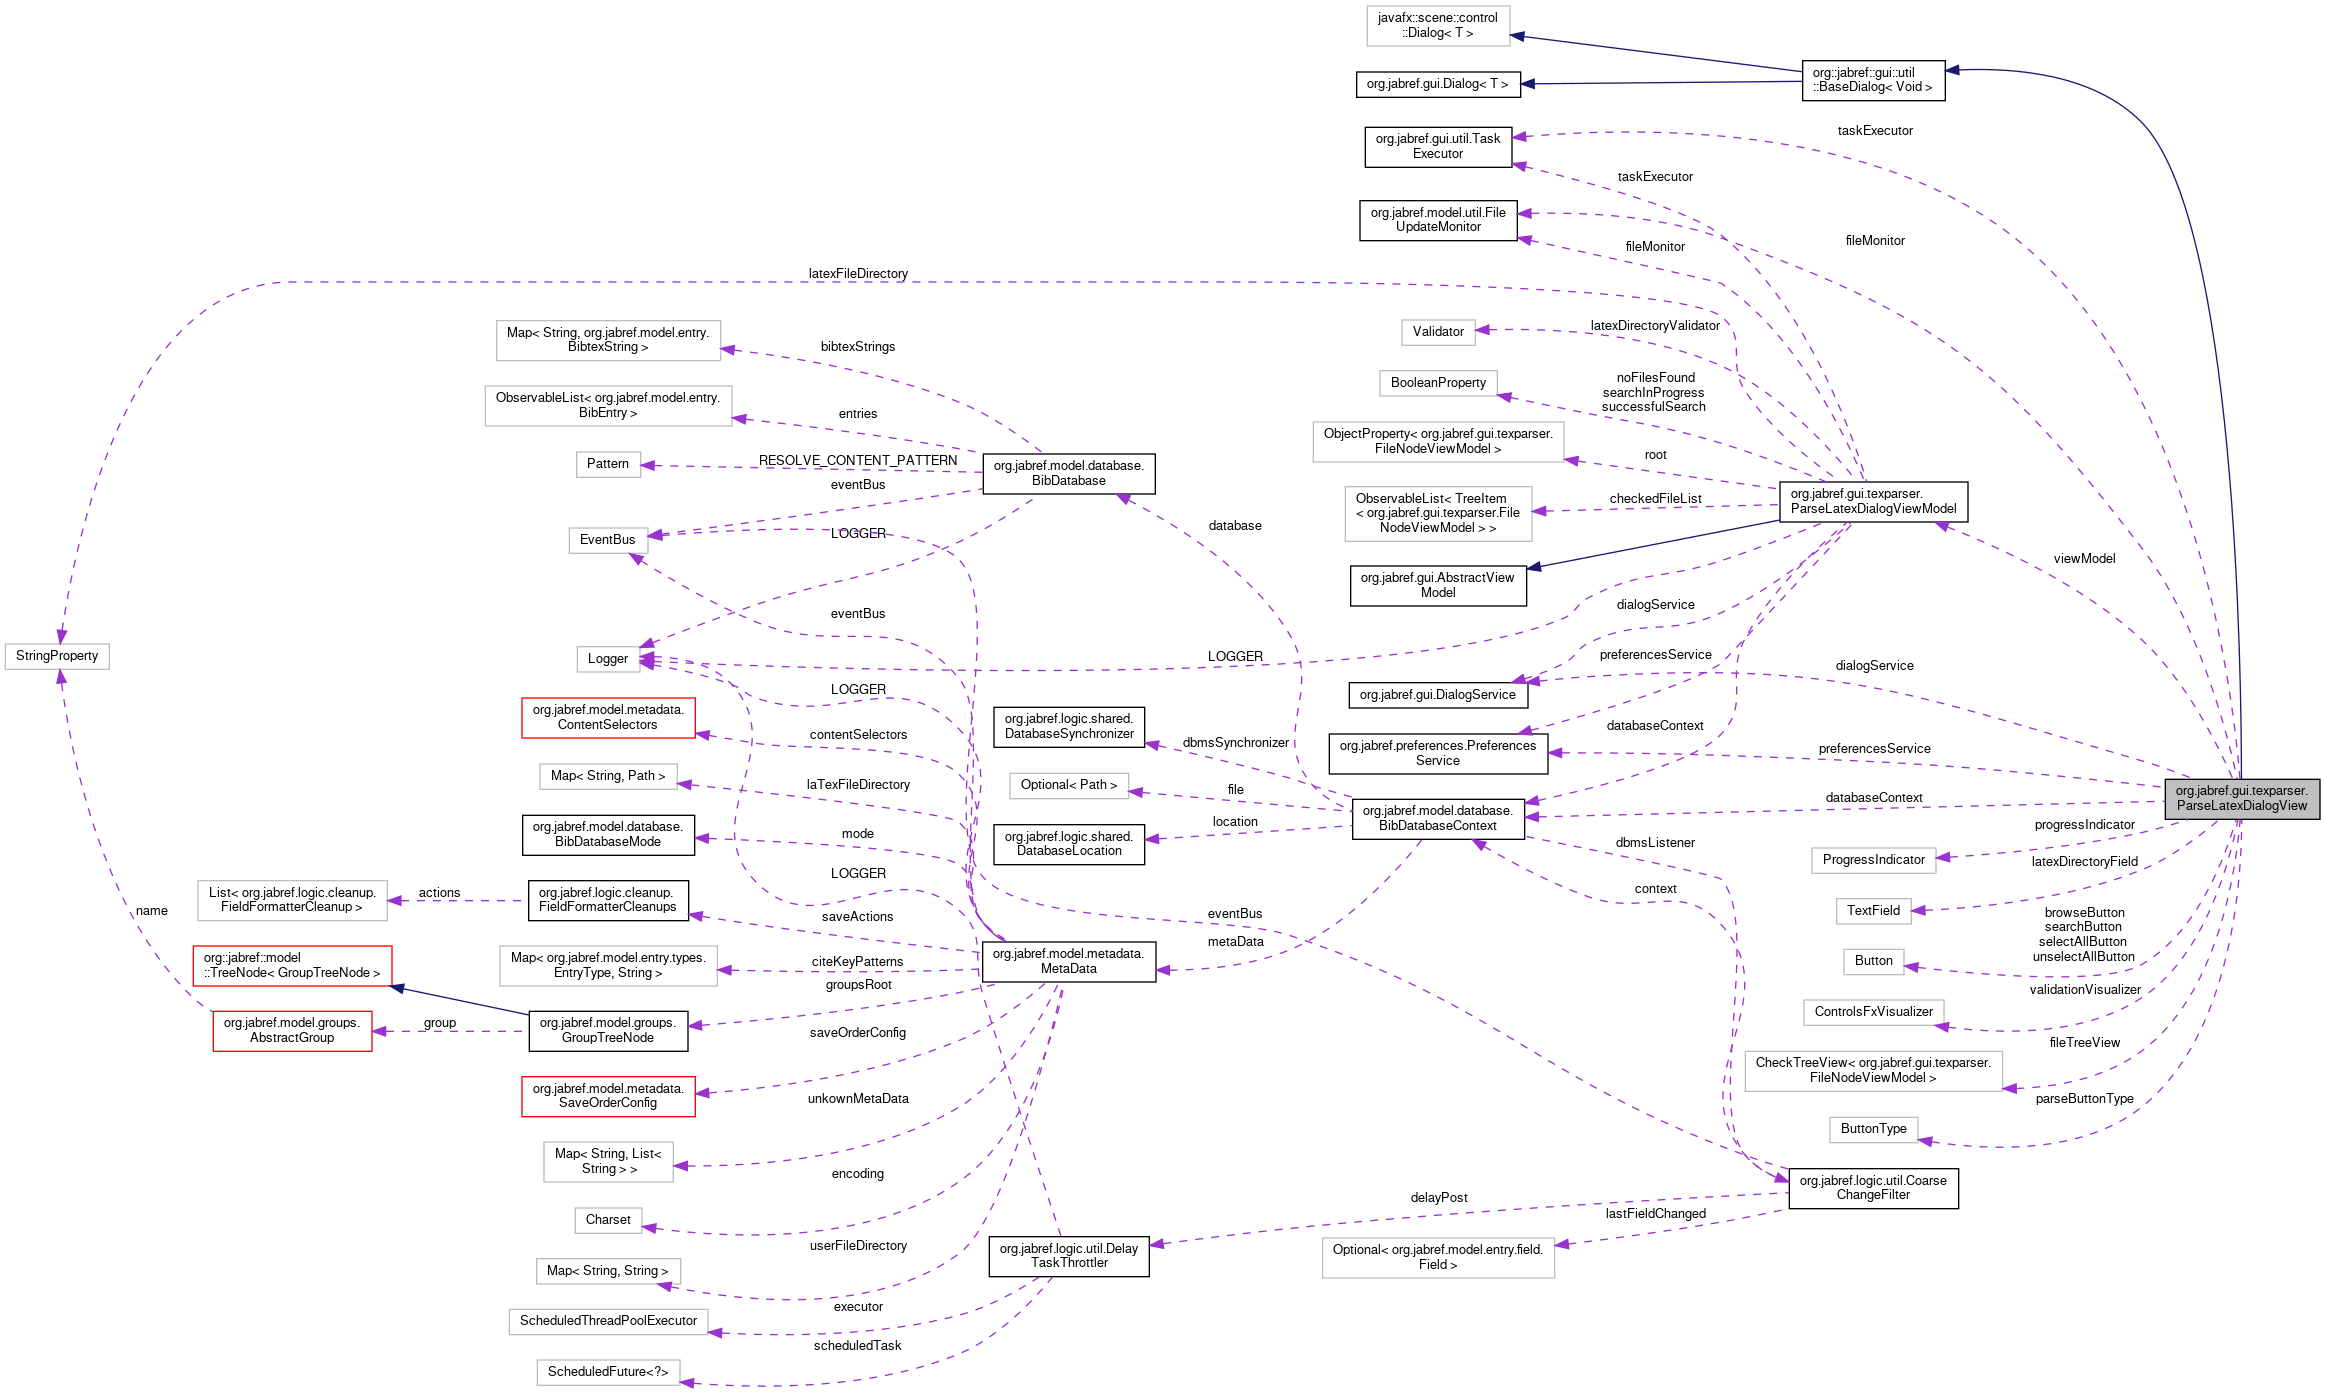 javafx::scene::control
::Dialog< T >
org.jabref.gui.Dialog< T >
org::jabref::gui::util
::BaseDialog< Void >
org.jabref.gui.util.Task
Executor
taskExecutor
taskExecutor
org.jabref.model.util.File
UpdateMonitor
fileMonitor
fileMonitor
latexFileDirectory
Map< String, org.jabref.model.entry.
BibtexString >
bibtexStrings
Validator
latexDirectoryValidator
BooleanProperty
noFilesFound
searchInProgress
successfulSearch
ObservableList< org.jabref.model.entry.
BibEntry >
entries
ObjectProperty< org.jabref.gui.texparser.
FileNodeViewModel >
root
Pattern
RESOLVE_CONTENT_PATTERN
org.jabref.model.database.
BibDatabase
eventBus
ObservableList< TreeItem
< org.jabref.gui.texparser.File
NodeViewModel > >
checkedFileList
org.jabref.gui.texparser.
ParseLatexDialogViewModel
database
EventBus
LOGGER
viewModel
org.jabref.gui.AbstractView
Model
eventBus
dialogService
StringProperty
Logger
LOGGER
preferencesService
dialogService
LOGGER
org.jabref.gui.DialogService
org.jabref.model.metadata.
ContentSelectors
contentSelectors
org.jabref.logic.shared.
DatabaseSynchronizer
dbmsSynchronizer
databaseContext
org.jabref.preferences.Preferences
Service
preferencesService
Map< String, Path >
laTexFileDirectory
Optional< Path >
file
org.jabref.gui.texparser.
ParseLatexDialogView
databaseContext
org.jabref.model.database.
BibDatabaseContext
org.jabref.model.database.
BibDatabaseMode
mode
org.jabref.logic.shared.
DatabaseLocation
location
progressIndicator
dbmsListener
ProgressIndicator
latexDirectoryField
LOGGER
List< org.jabref.logic.cleanup.
FieldFormatterCleanup >
actions
org.jabref.logic.cleanup.
FieldFormatterCleanups
saveActions
context
TextField
name
eventBus
browseButton
searchButton
selectAllButton
unselectAllButton
metaData
org::jabref::model
::TreeNode< GroupTreeNode >
Map< org.jabref.model.entry.types.
EntryType, String >
citeKeyPatterns
org.jabref.model.metadata.
MetaData
Button
groupsRoot
validationVisualizer
ControlsFxVisualizer
org.jabref.model.groups.
AbstractGroup
group
org.jabref.model.groups.
GroupTreeNode
saveOrderConfig
fileTreeView
CheckTreeView< org.jabref.gui.texparser.
FileNodeViewModel >
org.jabref.model.metadata.
SaveOrderConfig
unkownMetaData
parseButtonType
ButtonType
Map< String, List<
String > >
encoding
org.jabref.logic.util.Coarse
ChangeFilter
delayPost
lastFieldChanged
Charset
userFileDirectory
org.jabref.logic.util.Delay
TaskThrottler
Optional< org.jabref.model.entry.field.
Field >
Map< String, String >
executor
ScheduledThreadPoolExecutor
scheduledTask
ScheduledFuture<?>